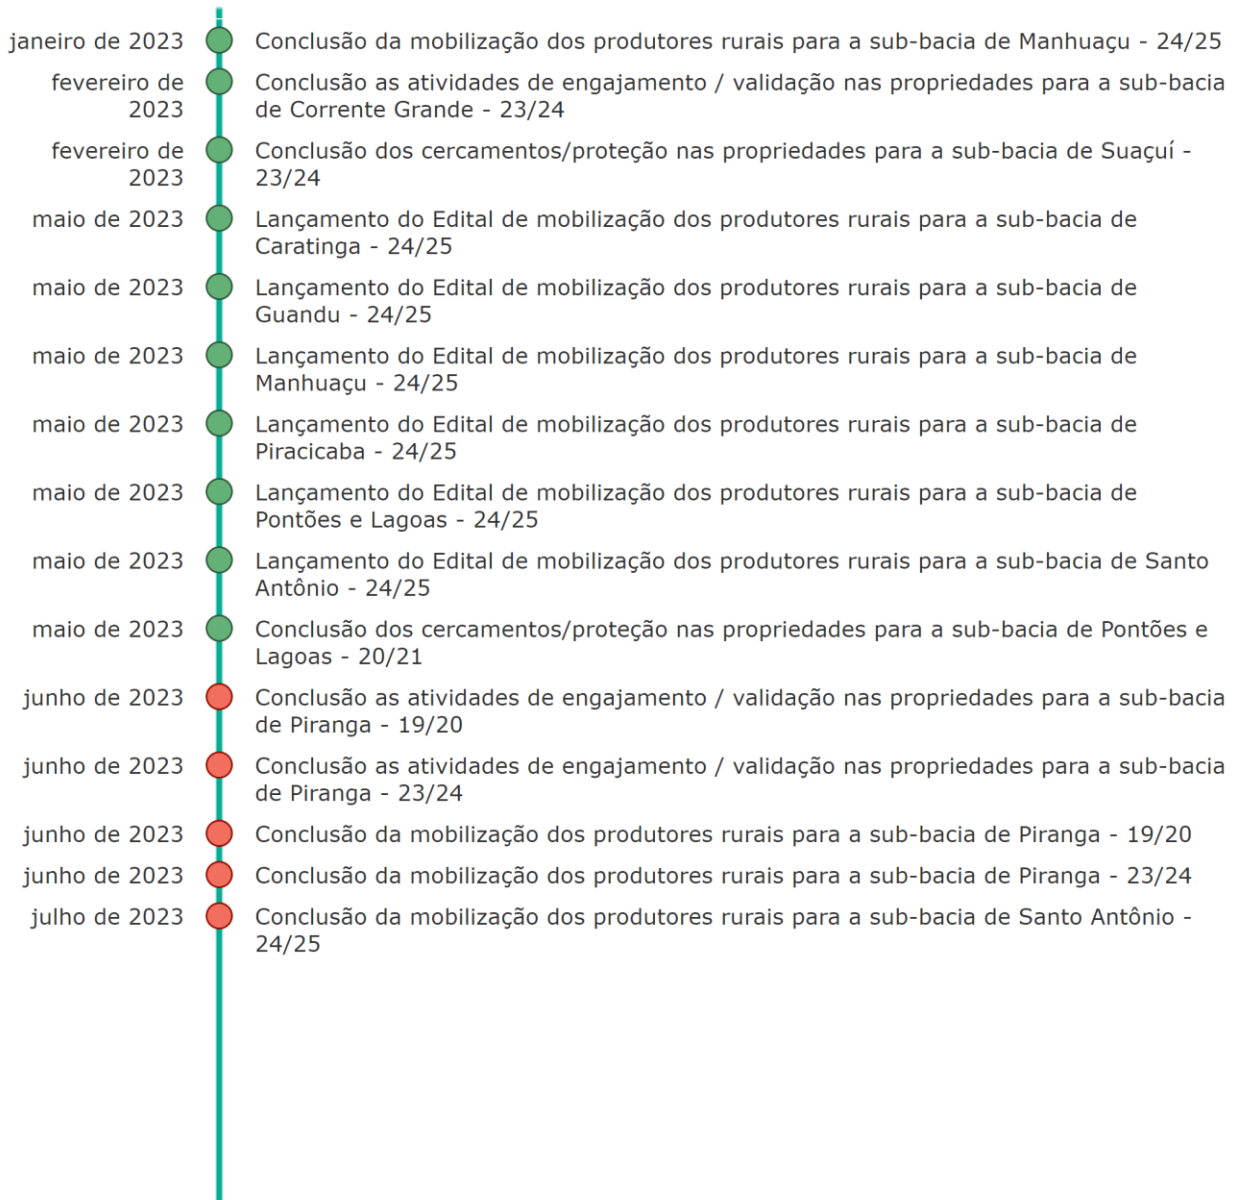 janeiro de 2023 Conclusão da mobilização dos produtores rurais para a sub-bacia de Manhuaçu - 24/25
fevereiro de Conclusão as atividades de engajamento / validação nas propriedades para a sub-bacia
2023 de Corrente Grande - 23/24
fevereiro de Conclusão dos cercamentos/proteção nas propriedades para a sub-bacia de Suaçuí -
2023 23/24
maio de 2023 Lançamento do Edital de mobilização dos produtores rurais para a sub-bacia de
Caratinga - 24/25
maio de 2023 Lançamento do Edital de mobilização dos produtores rurais para a sub-bacia de
Guandu - 24/25
maio de 2023 Lançamento do Edital de mobilização dos produtores rurais para a sub-bacia de
Manhuaçu - 24/25
maio de 2023 Lançamento do Edital de mobilização dos produtores rurais para a sub-bacia de
Piracicaba - 24/25
maio de 2023 Lançamento do Edital de mobilização dos produtores rurais para a sub-bacia de
Pontões e Lagoas - 24/25
maio de 2023 Lançamento do Edital de mobilização dos produtores rurais para a sub-bacia de Santo
Antônio - 24/25
maio de 2023 Conclusão dos cercamentos/proteção nas propriedades para a sub-bacia de Pontões e
Lagoas - 20/21
junho de 2023 Conclusão as atividades de engajamento / validação nas propriedades para a sub-bacia
de Piranga - 19/20
junho de 2023 Conclusão as atividades de engajamento / validação nas propriedades para a sub-bacia
de Piranga - 23/24
junho de 2023 Conclusão da mobilização dos produtores rurais para a sub-bacia de Piranga - 19/20
junho de 2023 Conclusão da mobilização dos produtores rurais para a sub-bacia de Piranga - 23/24
julho de 2023 Conclusão da mobilização dos produtores rurais para a sub-bacia de Santo Antônio -
24/25